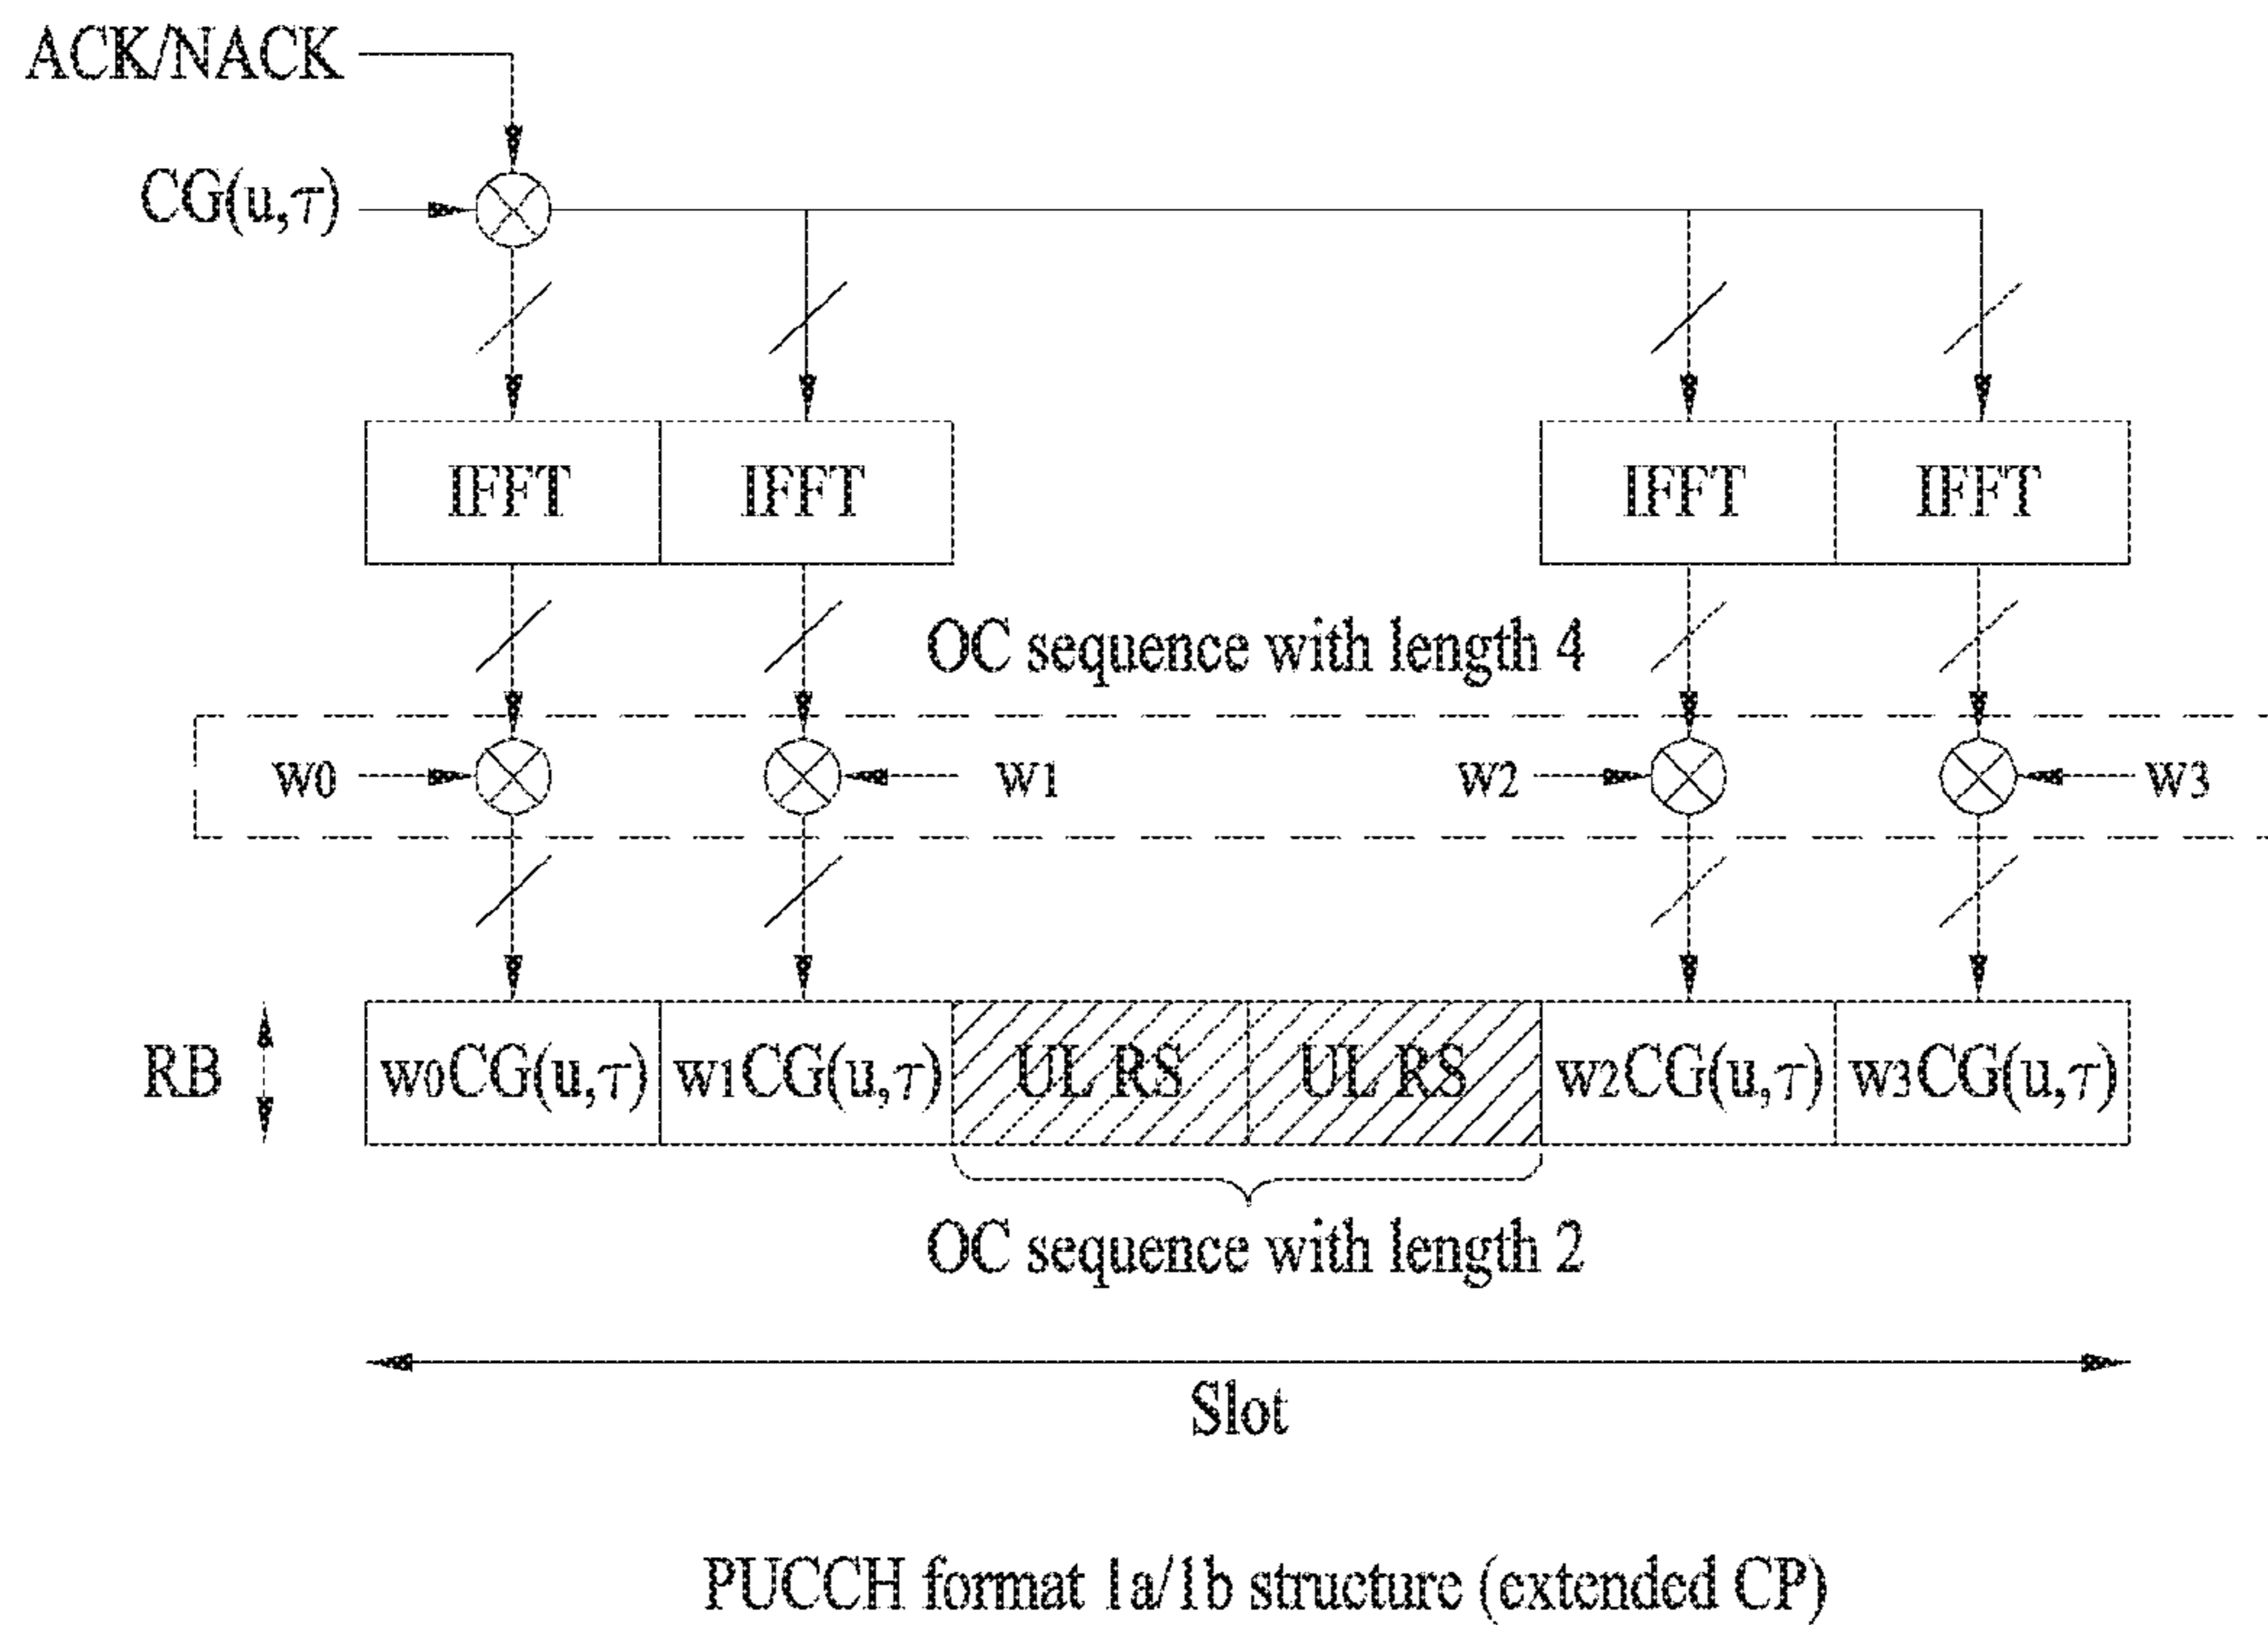 ACK/NACK
CG(u,τ)
IFFT IFFT IFFT IFFT
OC sequence with length 4
w0 w1 w2 w3
RB
w0CG(u,τ) w1CG(u,τ) UL RS UL RS w2CG(u,τ) w3CG(u,τ)
OC sequence with length 2
Slot
PUCCH format 1a/1b structure (extended CP)